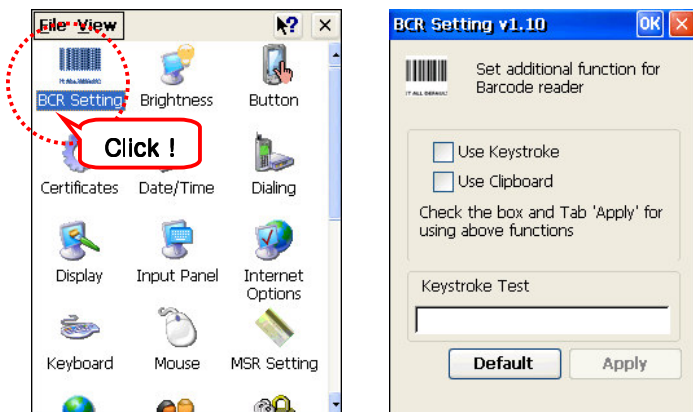 File View
BCR Setting Brightness Button
Click !
Certificates Date/Time Dialing
Display Input Panel Internet
Options
Keyboard Mouse MSR Setting
BCR Setting v1.10 OK
Set additional function for
Barcode reader
Use Keystroke
Use Clipboard
Check the box and Tab 'Apply' for
using above functions
Keystroke Test
Default Apply